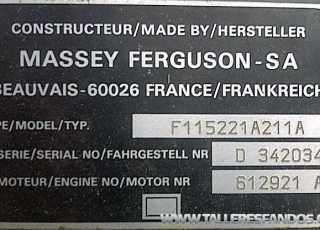 CONSTRUCTEUR/MADE BY/HERSTELLER
MASSEY FERGUSON-SA
BEAUVAIS-60026 FRANCE/FRANKREICH
PE/MODEL/TYP. F115221A211A
SERIE/SERIAL NO/FAHRGESTELL NR D 342034
MOTEUR/ENGINE NO/MOTOR NR 612921 A
WWW.TALLERESFANDOS.COM